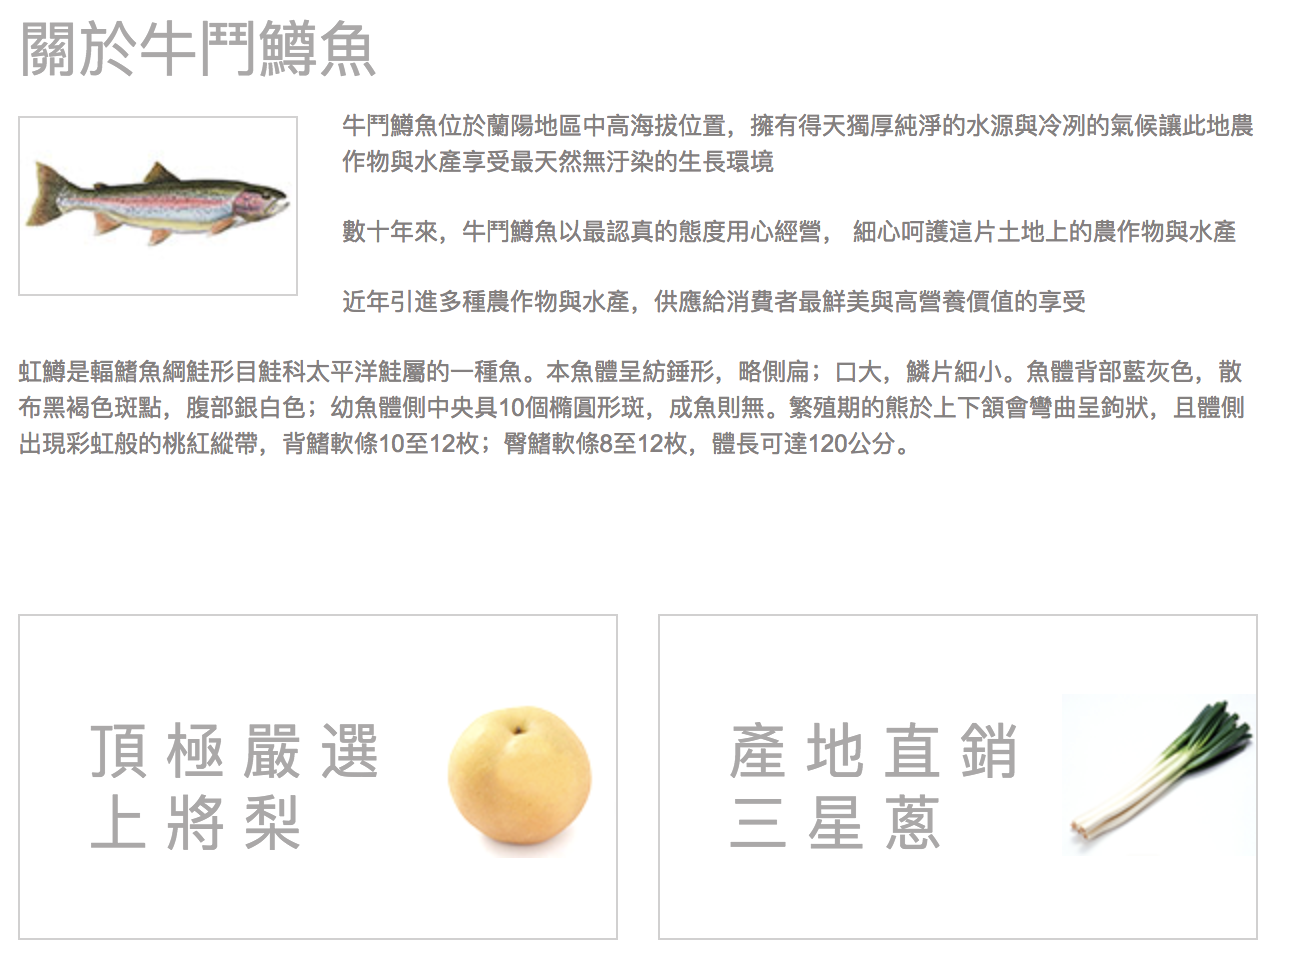 關於牛鬥鱒魚
牛鬥鱒魚位於蘭陽地區中高海拔位置，擁有得天獨厚純淨的水源與冷冽的氣候讓此地農
作物與水產享受最天然無汙染的生長環境
數十年來，牛鬥鱒魚以最認真的態度用心經營， 細心呵護這片土地上的農作物與水產
近年引進多種農作物與水產，供應給消費者最鮮美與高營養價值的享受
虹鱒是輻鰭魚綱鮭形目鮭科太平洋鮭屬的一種魚。本魚體呈紡錘形，略側扁；口大，鱗片細小。魚體背部藍灰色，散
布黑褐色斑點，腹部銀白色；幼魚體側中央具10個橢圓形斑，成魚則無。繁殖期的熊於上下頷會彎曲呈鉤狀，且體側
出現彩虹般的桃紅縱帶，背鰭軟條10至12枚；臀鰭軟條8至12枚，體長可達120公分。
頂極嚴選
上將梨
產地直銷
三星蔥